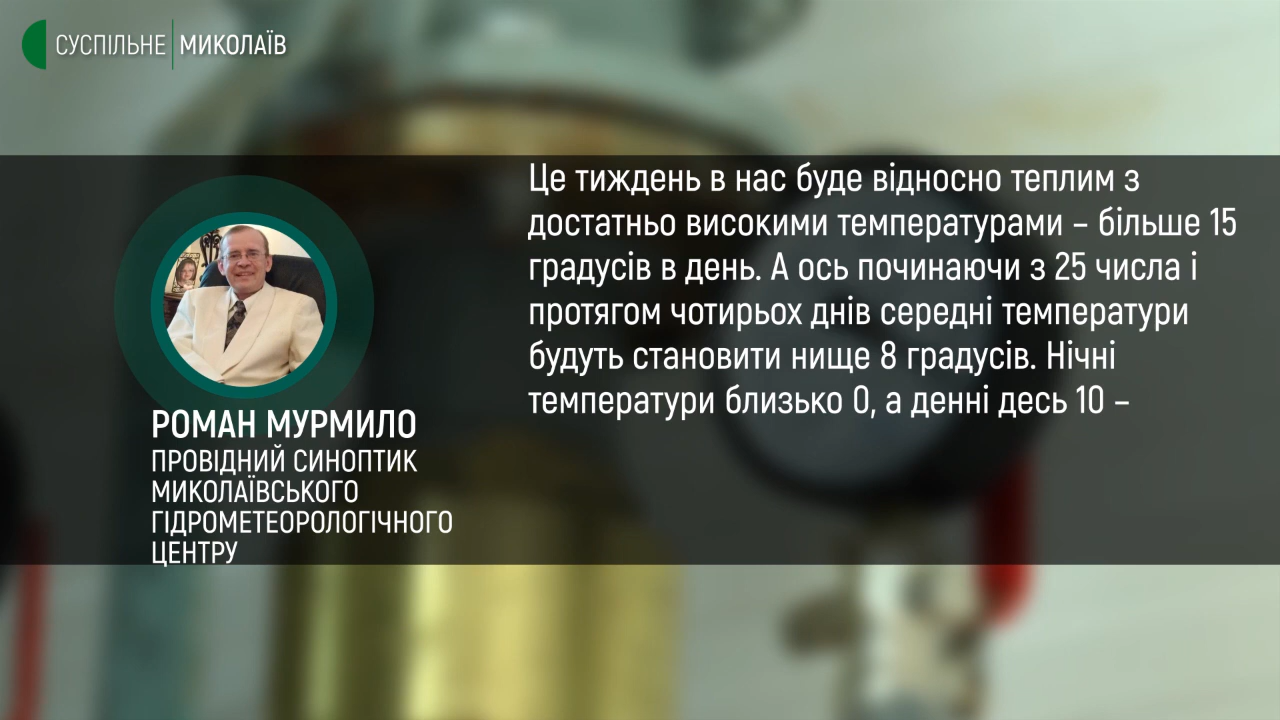 СУСПІЛЬНЕ МИКОЛАЇВ
Це тиждень в нас буде відносно теплим з
достатньо високими температурами – більше 15
градусів в день. А ось починаючи з 25 числа і
протягом чотирьох днів середні температури
будуть становити нище 8 градусів. Нічні
температури близько 0, а денні десь 10 –
РОМАН МУРМИЛО
ПРОВІДНИЙ СИНОПТИК
МИКОЛАЇВСЬКОГО
ГІДРОМЕТЕОРОЛОГІЧНОГО
ЦЕНТРУ